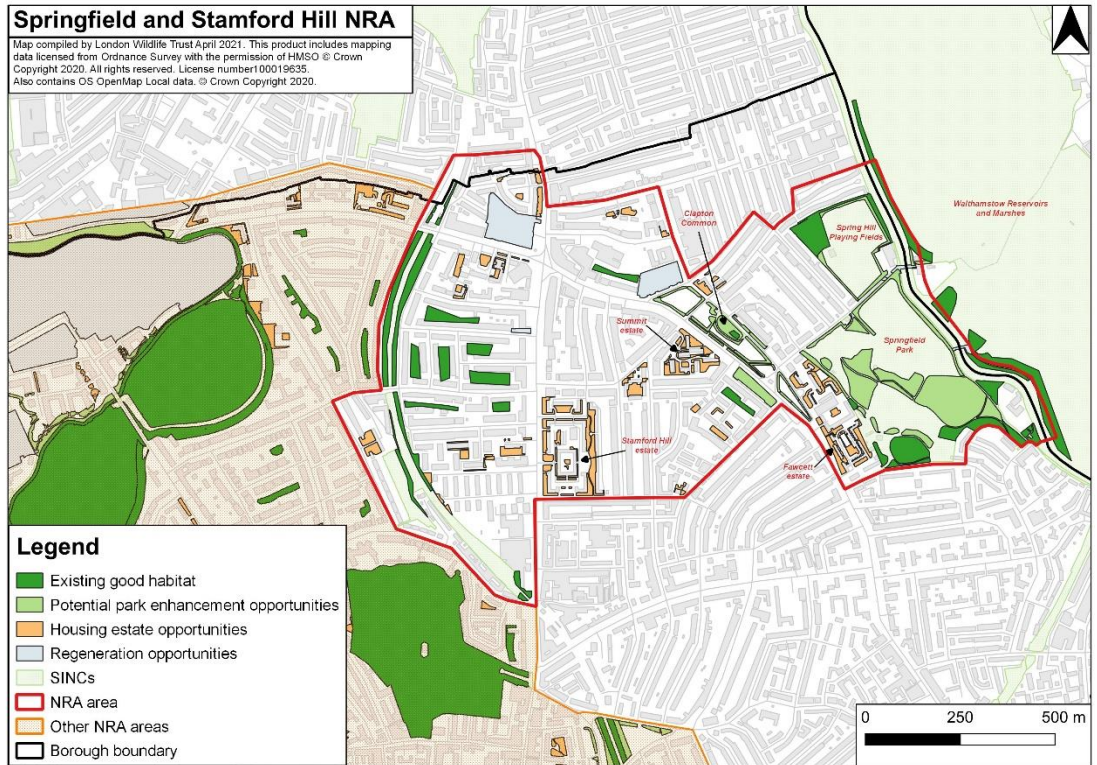 Springfield and Stamford Hill NRA
Map compiled by London Wildlife Trust April 2021. This product includes mapping
data licensed from Ordnance Survey with the permission of HMSO © Crown
Copyright 2020. All rights reserved. License number100019635.
Also contains OS OpenMap Local data. © Crown Copyright 2020.
Clapton
Common
Spring Hill
Playing Fields
Walthamstow Reservoirs
and Marshes
Summit
estate
Springfield
Park
Stamford Hill
estate
Fawcett
estate
Legend
Existing good habitat
Potential park enhancement opportunities
Housing estate opportunities
Regeneration opportunities
SINCs
NRA area
Other NRA areas
Borough boundary
0 250 500 m